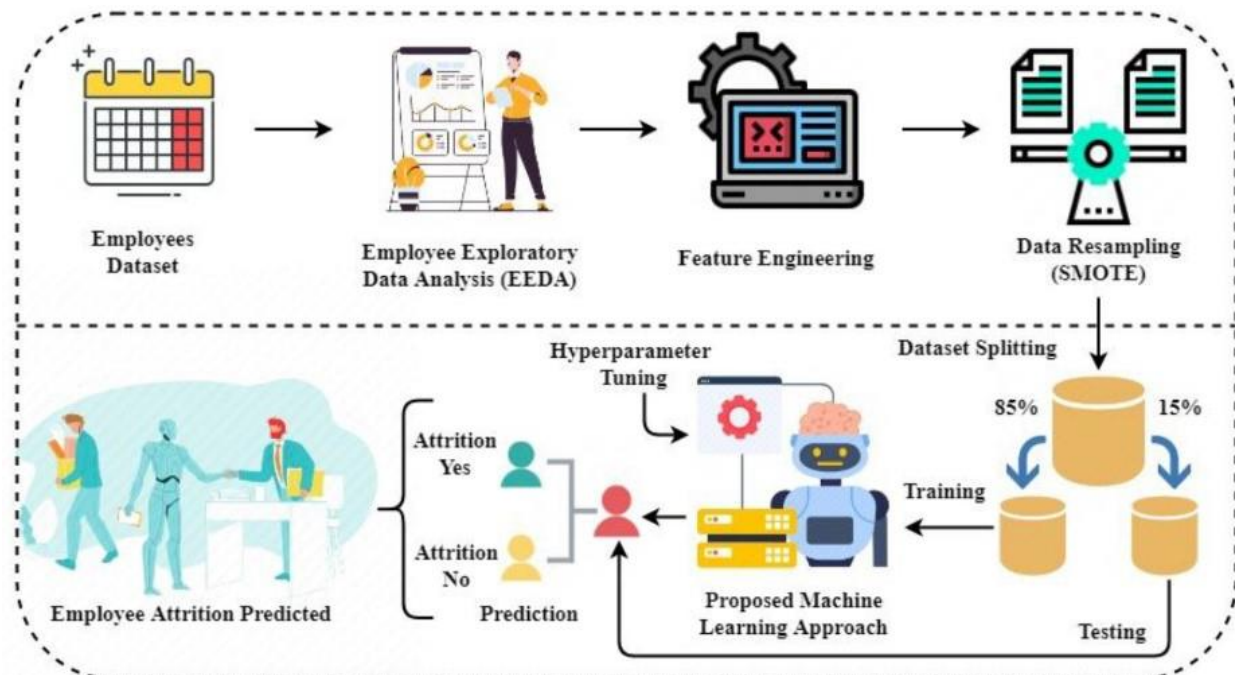 Employees
Dataset
Employee Exploratory
Data Analysis (EEDA)
Feature Engineering
Data Resampling
(SMOTE)
Hyperparameter
Tuning
Dataset Splitting
85%
15%
Attrition
Yes
Training
Attrition
No
Employee Attrition Predicted
Prediction
Proposed Machine
Learning Approach
Testing